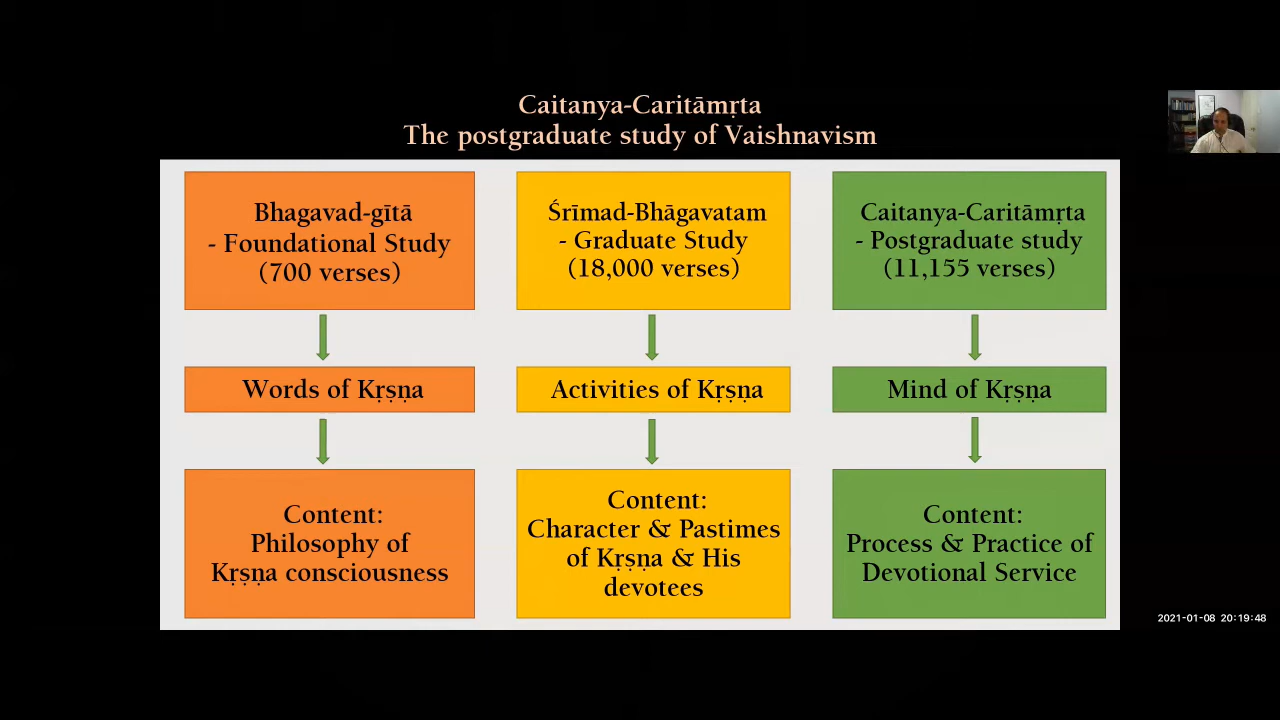 Caitanya-Caritāmṛta
The postgraduate study of Vaishnavism
Bhagavad-gītā
- Foundational Study
(700 verses)
Śrīmad-Bhāgavatam
- Graduate Study
(18,000 verses)
Caitanya-Caritāmṛta
- Postgraduate study
(11,155 verses)
Words of Kṛṣṇa
Activities of Kṛṣṇa
Mind of Kṛṣṇa
Content:
Philosophy of
Kṛṣṇa consciousness
Content:
Character & Pastimes
of Kṛṣṇa & His
devotees
Content:
Process & Practice of
Devotional Service
2021-01-08 20:19:48